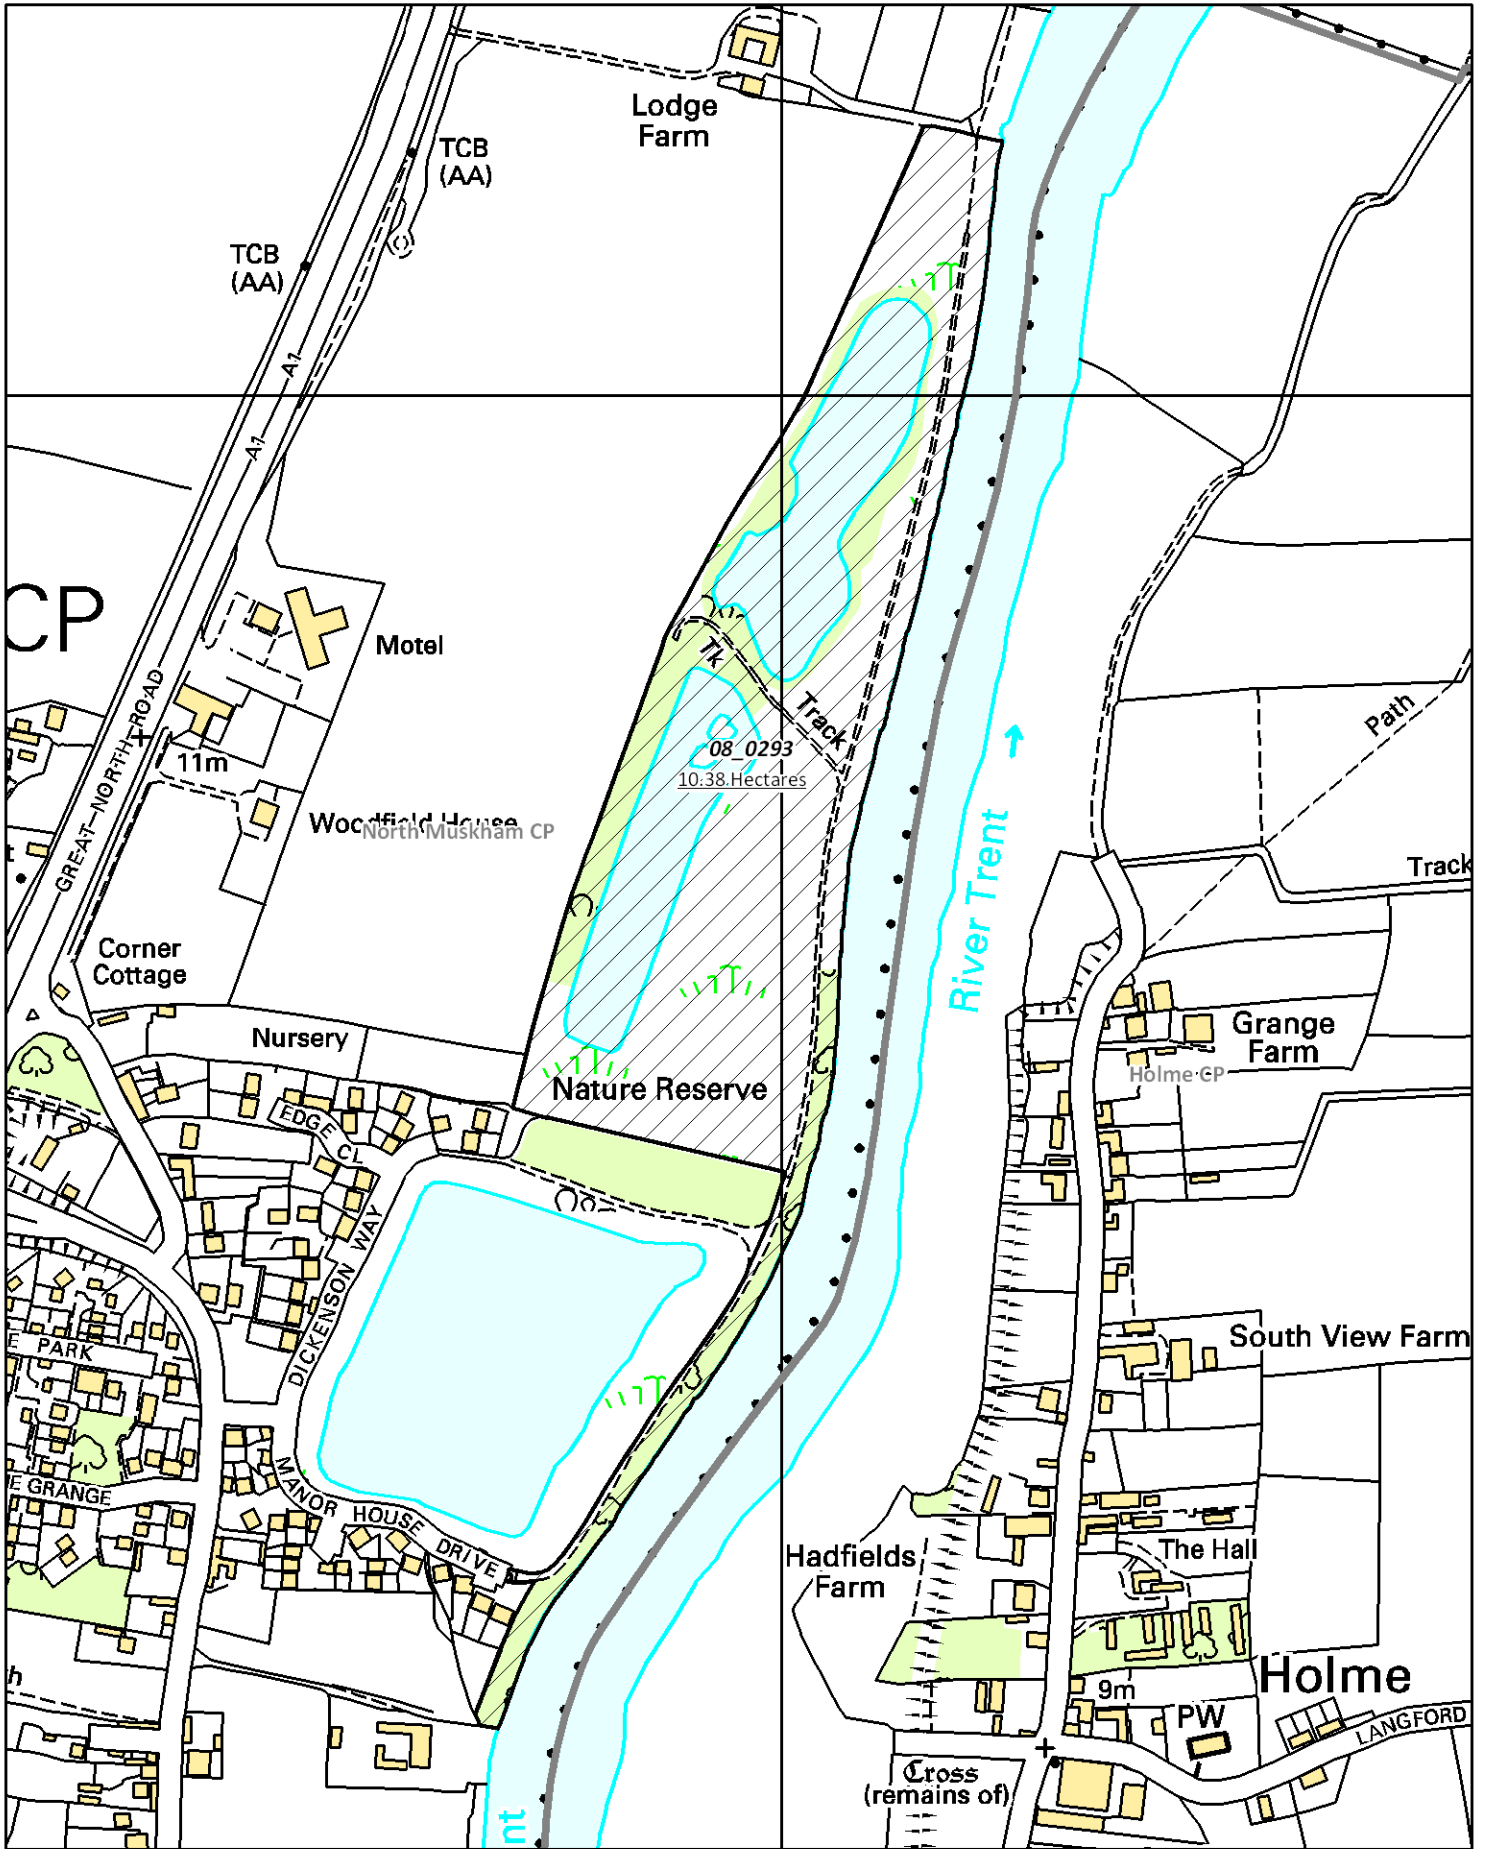 Lodge
Farm
TCB
(AA)
TCB
(AA)
A1
A1
CP
Motel
Tk
Track
08_0293
10.38 Hectares
Path
GREAT NORTH ROAD
11m
Woodfield House
North Muskham CP
River Trent
Track
Corner
Cottage
Nursery
Grange
Farm
Holme CP
Nature Reserve
EDGE CL
DICKENSON WAY
South View Farm
E PARK
E GRANGE
MANOR HOUSE DRIVE
The Hall
Hadfields
Farm
Holme
9m
PW
LANGFORD
Cross
(remains of)
h
nt
t